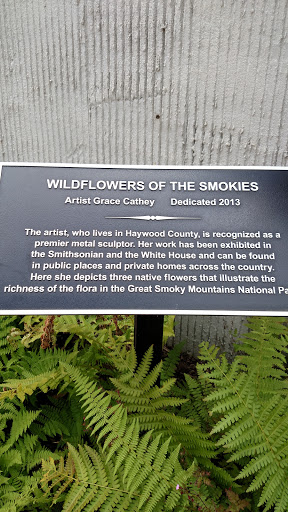 WILDFLOWERS OF THE SMOKIES
Artist Grace Cathey Dedicated 2013
The artist, who lives in Haywood County, is recognized as a
premier metal sculptor. Her work has been exhibited in
the Smithsonian and the White House and can be found
in public places and private homes across the country.
Here she depicts three native flowers that illustrate the
richness of the flora in the Great Smoky Mountains National Pa